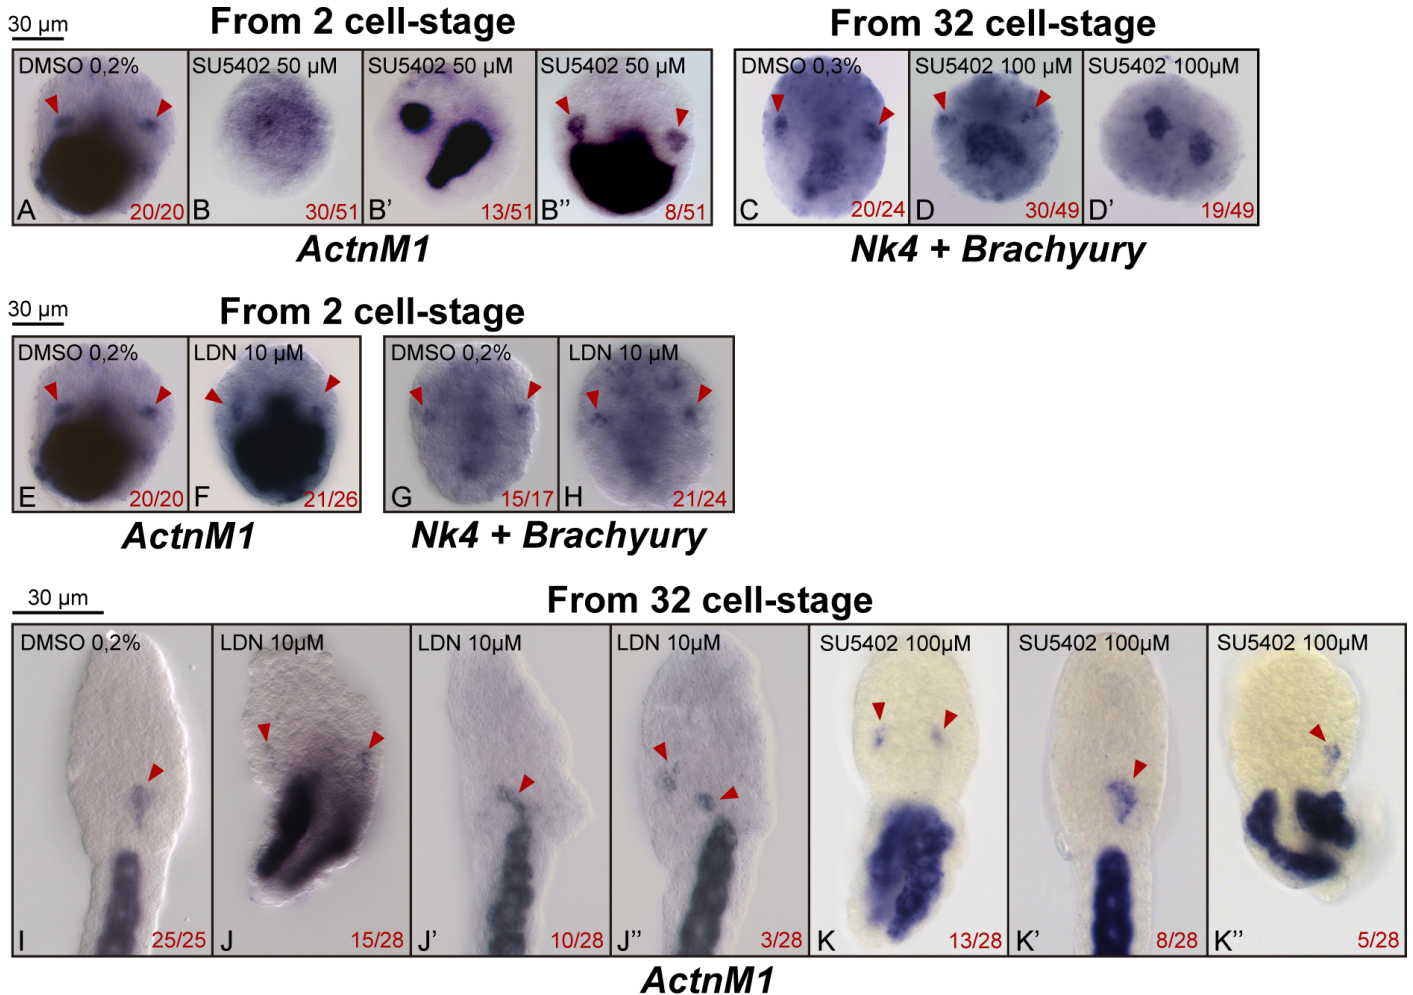 From 2 cell-stage
From 32 cell-stage
30 µm
DMSO 0,2% SU5402 50 µM SU5402 50 µM SU5402 50 µM
DMSO 0,3% SU5402 100 µM SU5402 100µM
A 20/20 B 30/51 B' 13/51 B'' 8/51
C 20/24 D 30/49 D' 19/49
ActnM1
Nk4 + Brachyury
From 2 cell-stage
30 µm
DMSO 0,2% LDN 10 µM DMSO 0,2% LDN 10 µM
E 20/20 F 21/26 G 15/17 H 21/24
ActnM1
Nk4 + Brachyury
From 32 cell-stage
30 µm
DMSO 0,2% LDN 10µM LDN 10µM LDN 10µM SU5402 100µM SU5402 100µM SU5402 100µM
I 25/25 J 15/28 J' 10/28 J'' 3/28 K 13/28 K' 8/28 K'' 5/28
ActnM1